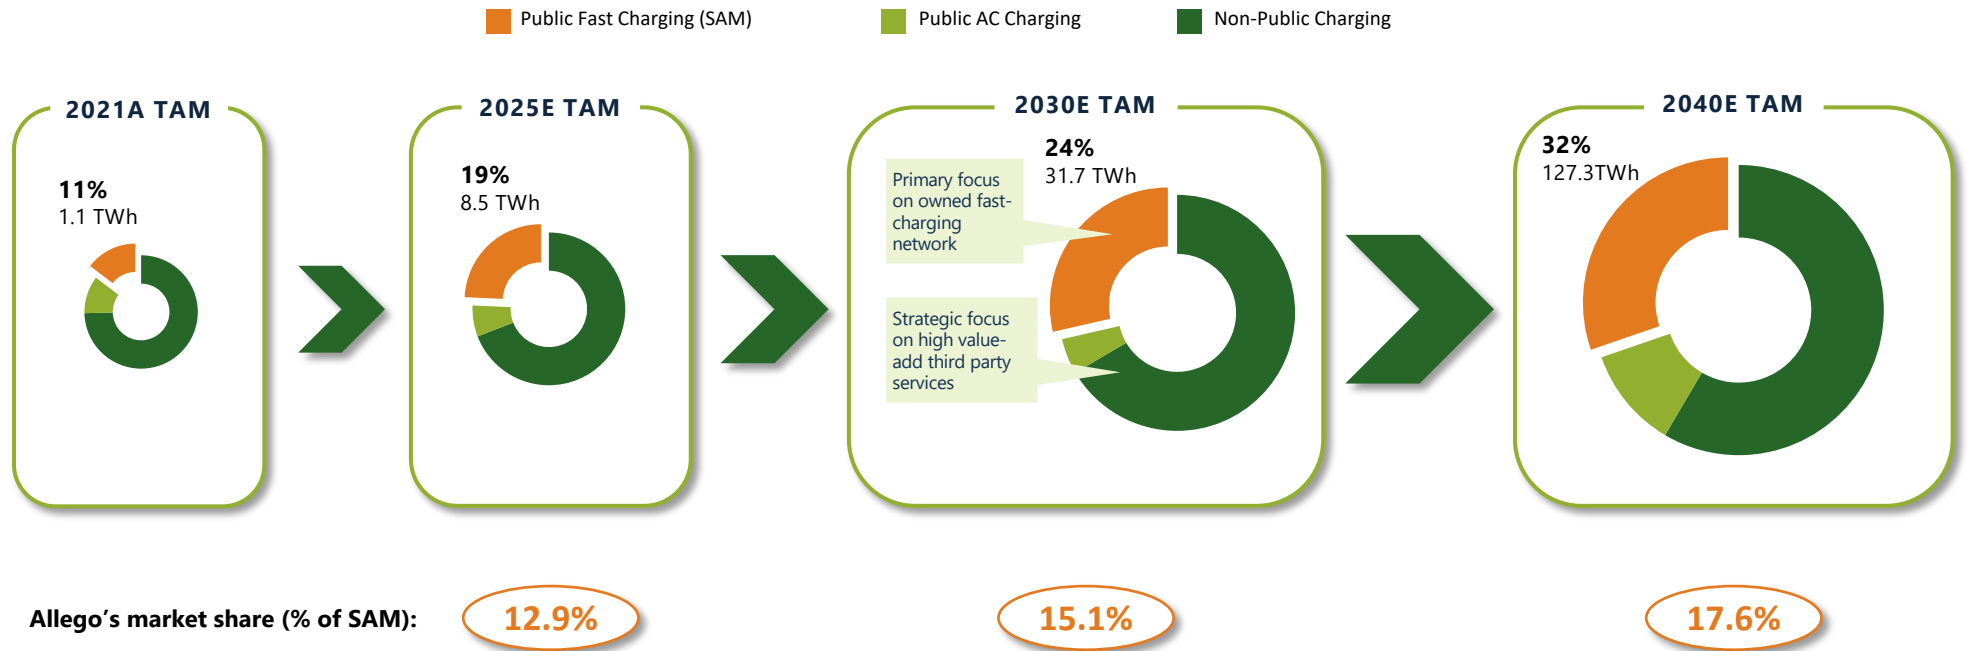 Public Fast Charging (SAM)
Public AC Charging
Non-Public Charging
2021A TAM
11%
1.1 TWh
2025E TAM
19%
8.5 TWh
2030E TAM
24%
31.7 TWh
Primary focus
on owned fast-
charging
network
Strategic focus
on high value-
add third party
services
2040E TAM
32%
127.3TWh
Allego’s market share (% of SAM):
12.9%
15.1%
17.6%